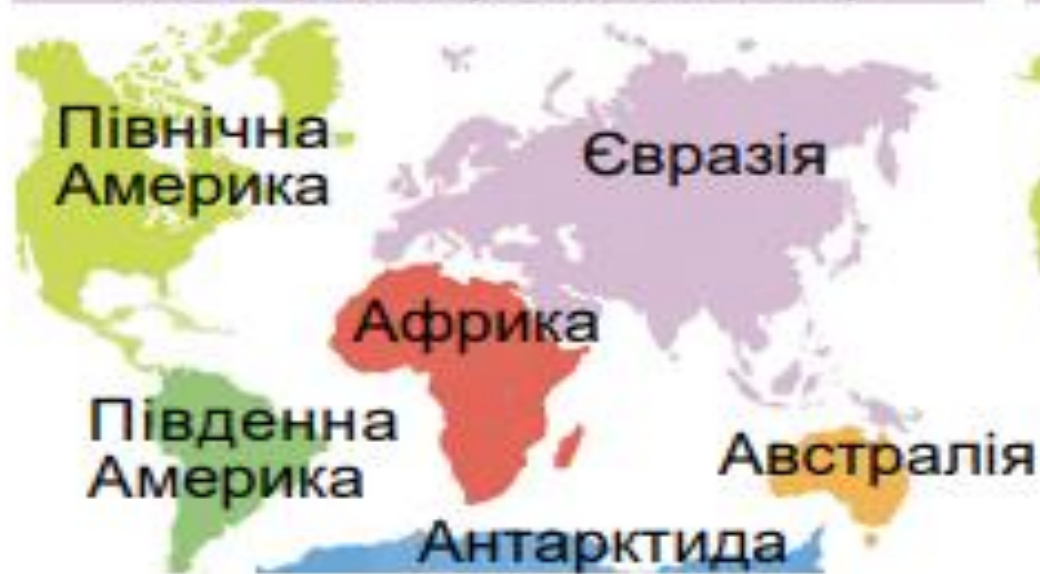 Північна
Америка
Євразія
Африка
Південна
Америка
Австралія
Антарктида